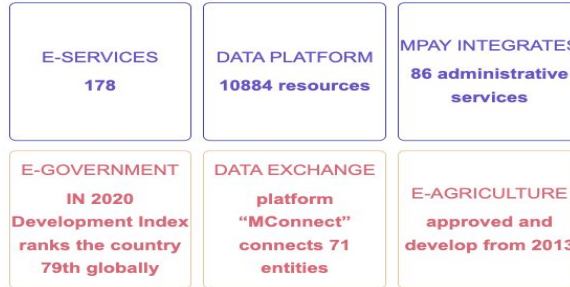 E-SERVICES
178
DATA PLATFORM
10884 resources
MPAY INTEGRATES
86 administrative
services
E-GOVERNMENT
IN 2020
Development Index
ranks the country
79th globally
DATA EXCHANGE
platform
“MConnect”
connects 71
entities
E-AGRICULTURE
approved and
develop from 2013